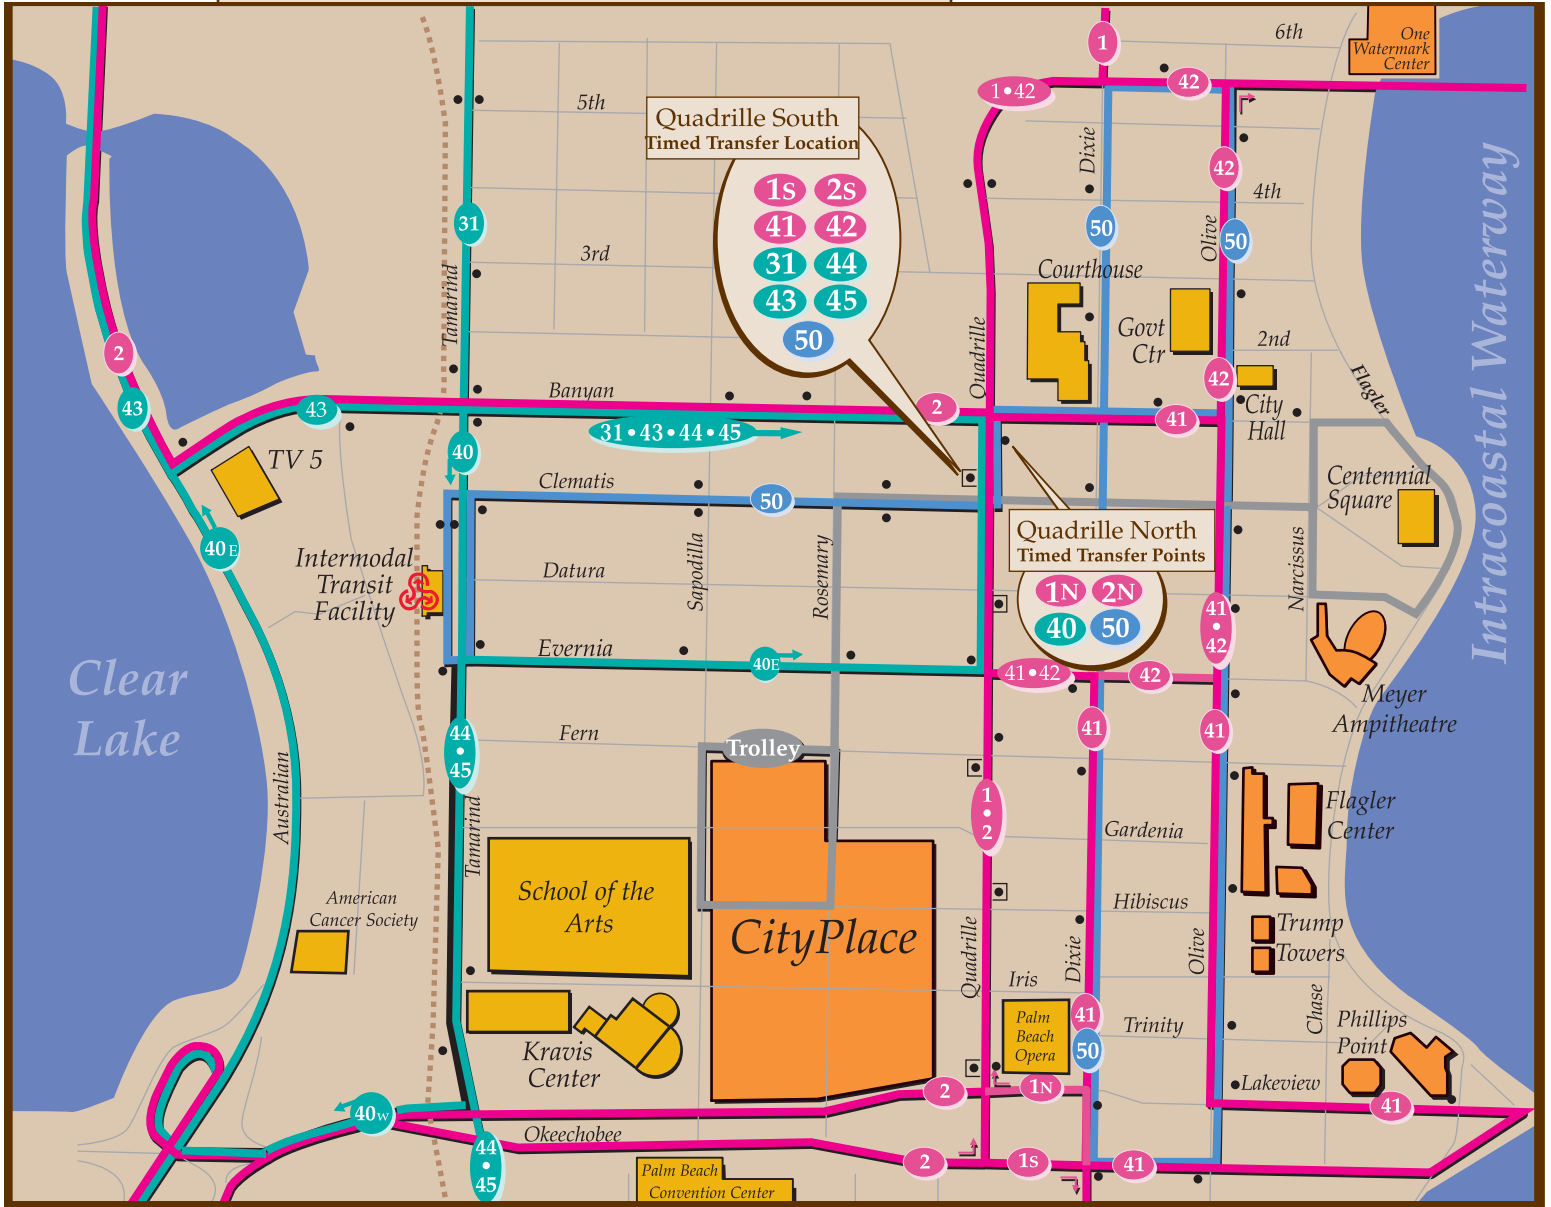 1
6th
One
Watermark
Center
1•42
42
5th
Quadrille South
Timed Transfer Location
1S 2S
41 42
31 44
43 45
50
Dixie
42
4th
Olive
50
50
31
3rd
Tamarind
Courthouse
Govt
Ctr
2nd
Intracoastal Waterway
Quadrille
2
43
43
Banyan
2
41
42
City
Hall
Flagler
31•43•44•45
40
TV 5
Clematis
50
Centennial
Square
Quadrille North
Timed Transfer Points
1N 2N
40 50
40E
Intermodal
Transit
Facility
Datura
Sapodilla
Rosemary
Narcissus
41
•
42
Evernia
40E
41•42
42
Meyer
Ampitheatre
Clear
Lake
44
•
45
Fern
Trolley
41
41
Australian
Tamarind
1
•
2
Gardenia
Flagler
Center
School of the
Arts
American
Cancer Society
CityPlace
Hibiscus
Trump
Towers
Quadrille
Dixie
Olive
Iris
Chase
Palm
Beach
Opera
41
50
Trinity
Phillips
Point
Kravis
Center
2
1N
Lakeview
41
40W
Okeechobee
44
•
45
2
1S
41
Palm Beach
Convention Center